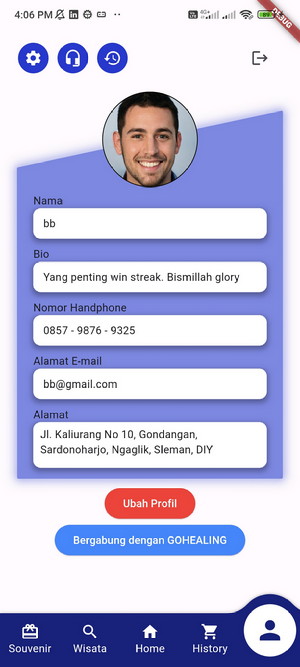 4:06 PM
4G+
DEBUG
Nama
bb
Bio
Yang penting win streak. Bismillah glory
Nomor Handphone
0857 - 9876 - 9325
Alamat E-mail
bb@gmail.com
Alamat
Jl. Kaliurang No 10, Gondangan,
Sardonoharjo, Ngaglik, Sleman, DIY
Ubah Profil
Bergabung dengan GOHEALING
Souvenir
Wisata
Home
History